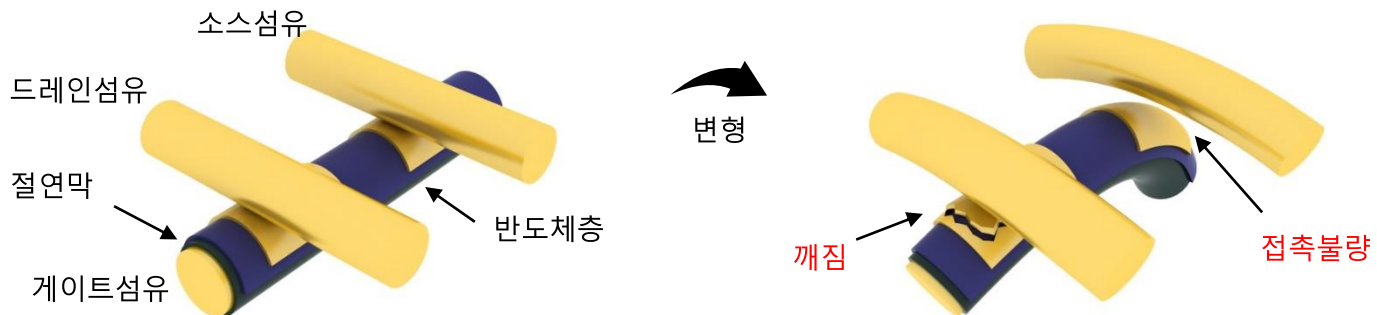 소스섬유
드레인섬유
절연막
게이트섬유
반도체층
변형
깨짐
접촉불량